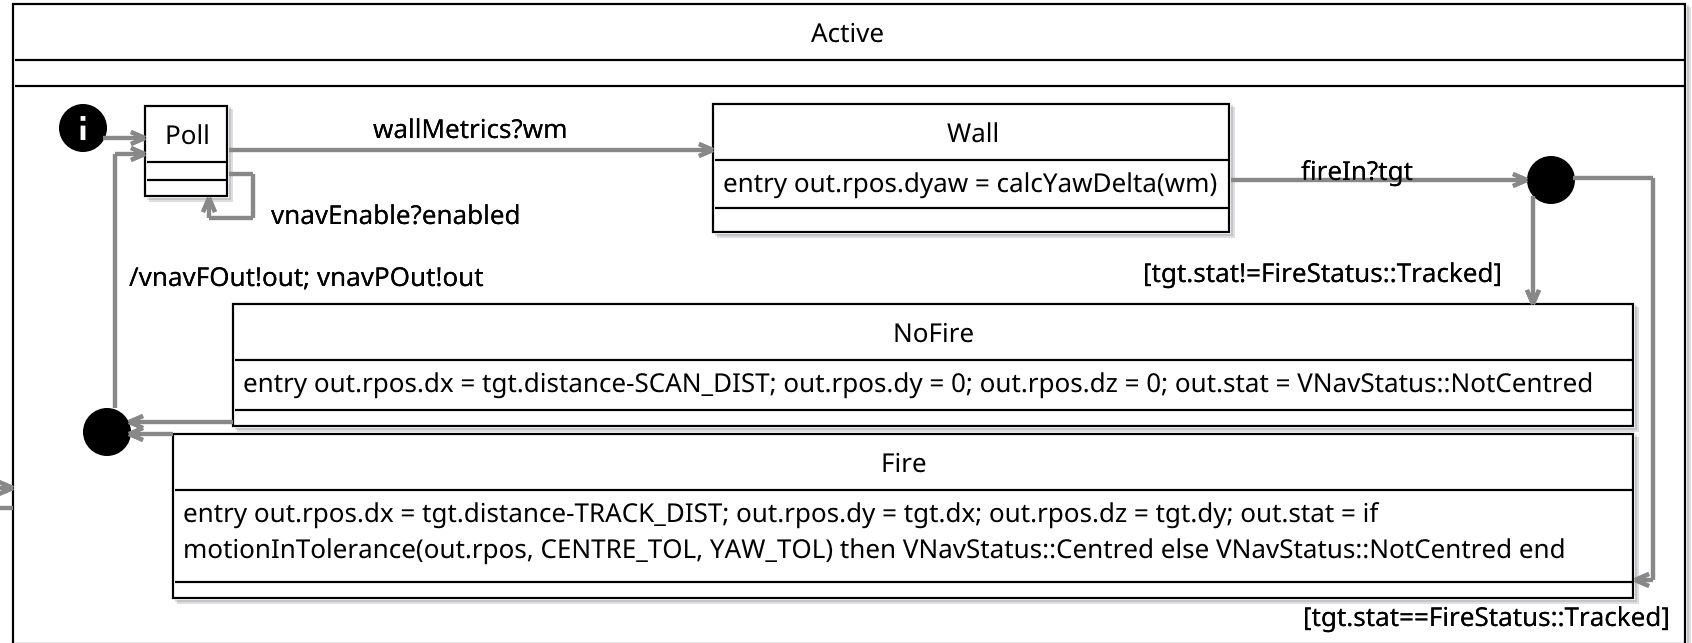 Active
i
Poll
wallMetrics?wm
Wall
entry out.rpos.dyaw = calcYawDelta(wm)
fireIn?tgt
vnavEnable?enabled
/vnavFOut!out; vnavPOut!out
[tgt.stat!=FireStatus::Tracked]
NoFire
entry out.rpos.dx = tgt.distance-SCAN_DIST; out.rpos.dy = 0; out.rpos.dz = 0; out.stat = VNavStatus::NotCentred
Fire
entry out.rpos.dx = tgt.distance-TRACK_DIST; out.rpos.dy = tgt.dx; out.rpos.dz = tgt.dy; out.stat = if
motionInTolerance(out.rpos, CENTRE_TOL, YAW_TOL) then VNavStatus::Centred else VNavStatus::NotCentred end
[tgt.stat==FireStatus::Tracked]